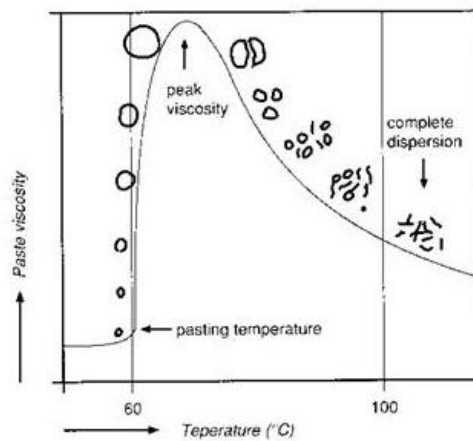 peak
viscosity
complete
dispersion
Paste viscosity
pasting temperature
60
100
Teperature (°C)